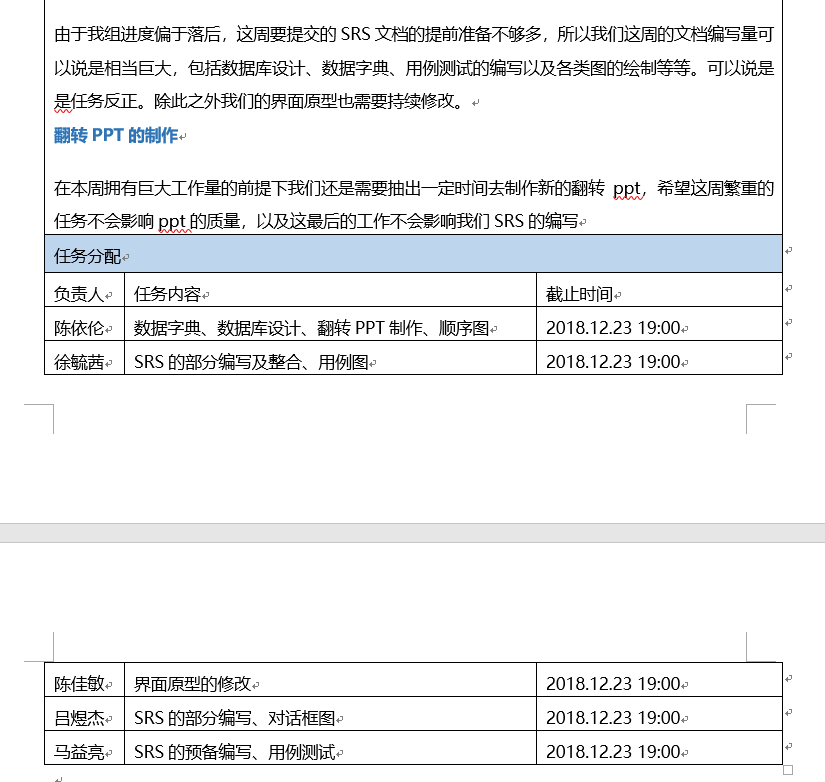 由于我组进度偏于落后，这周要提交的 SRS 文档的提前准备不够多，所以我们这周的文档编写量可
以说是相当巨大，包括数据库设计、数据字典、用例测试的编写以及各类图的绘制等等。可以说是
是任务反正。除此之外我们的界面原型也需要持续修改。
翻转 PPT 的制作
在本周拥有巨大工作量的前提下我们还是需要抽出一定时间去制作新的翻转 ppt，希望这周繁重的
任务不会影响 ppt 的质量，以及这最后的工作不会影响我们 SRS 的编写
任务分配
负责人 任务内容 截止时间
陈依伦 数据字典、数据库设计、翻转 PPT 制作、顺序图 2018.12.23 19:00
徐毓茜 SRS 的部分编写及整合、用例图 2018.12.23 19:00
陈佳敏 界面原型的修改 2018.12.23 19:00
吕煜杰 SRS 的部分编写、对话框图 2018.12.23 19:00
马益亮 SRS 的预备编写、用例测试 2018.12.23 19:00